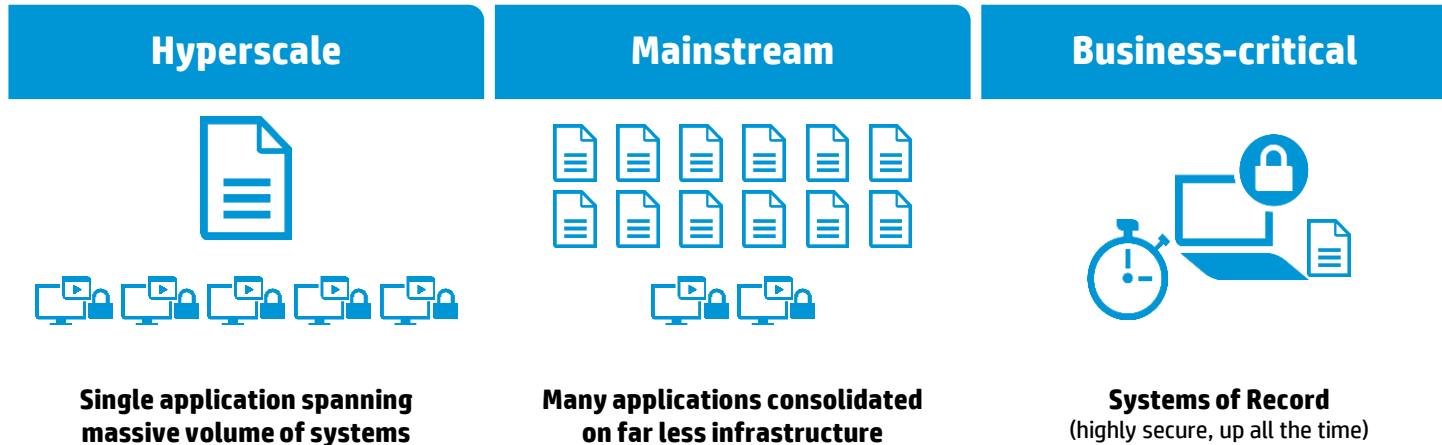 Hyperscale
Mainstream
Business-critical
Single application spanning
massive volume of systems
Many applications consolidated
on far less infrastructure
Systems of Record
(highly secure, up all the time)